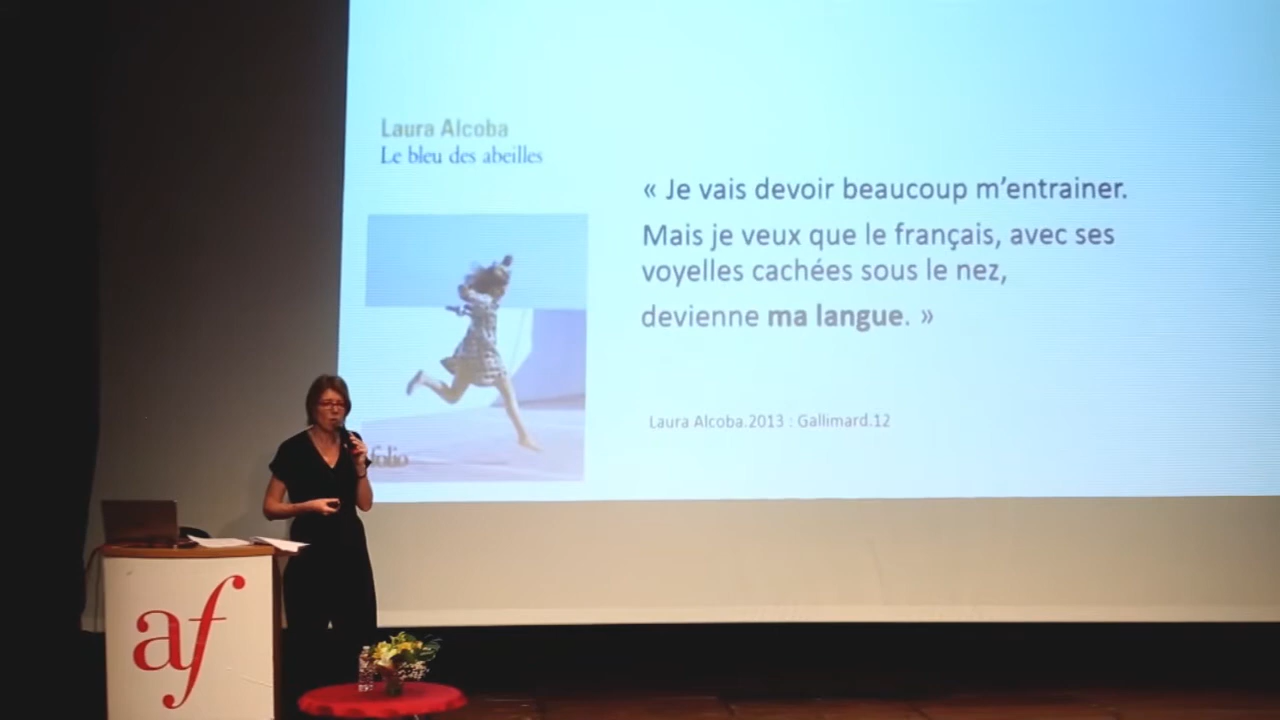 Laura Alcoba
Le bleu des abeilles
« Je vais devoir beaucoup m’entrainer.
Mais je veux que le français, avec ses
voyelles cachées sous le nez,
devienne ma langue. »
Laura Alcoba.2013 : Gallimard.12
folio
af